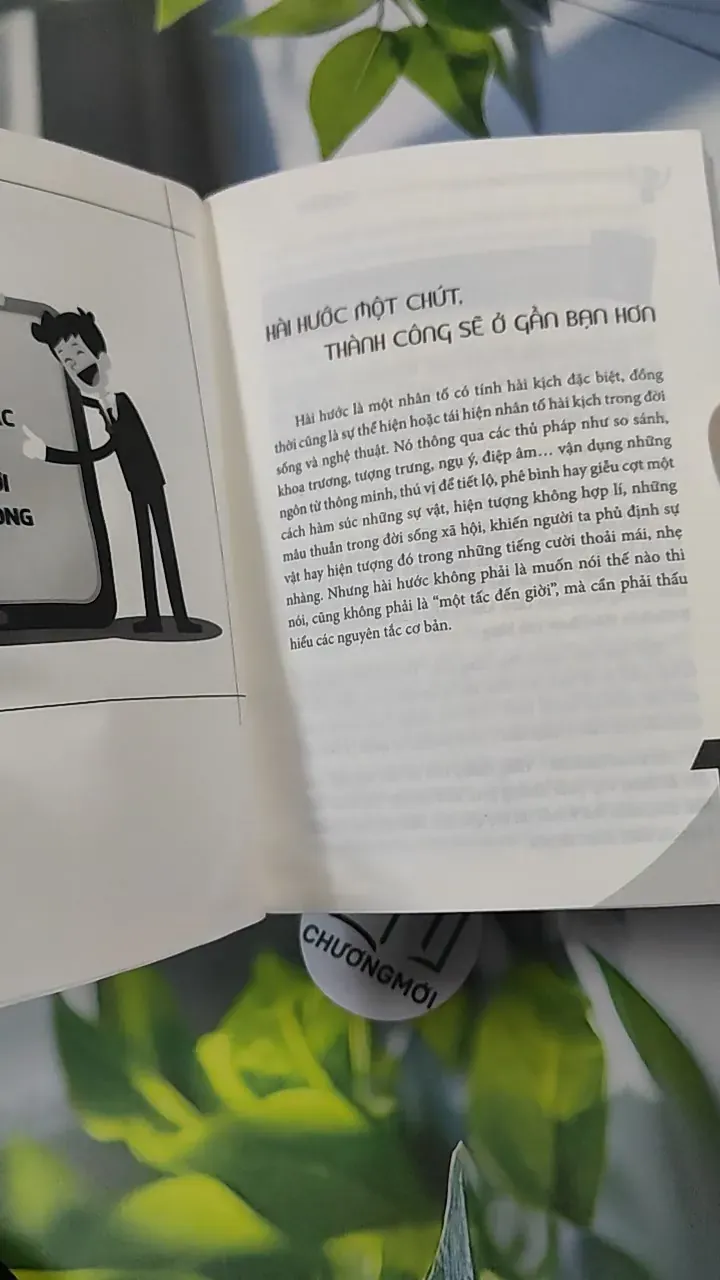 ÁC
ỚI
ÔNG
HÀI HƯỚC MỘT CHÚT,
THÀNH CÔNG SẼ Ở GẦN BẠN HƠN
Hài hước là một nhân tố có tính hài kịch đặc biệt, đồng
thời cũng là sự thể hiện hoặc tái hiện nhân tố hài kịch trong đời
sống và nghệ thuật. Nó thông qua các thủ pháp như so sánh,
khoa trương, tượng trưng, ngụ ý, điệp âm… vận dụng những
ngôn từ thông minh, thú vị để tiết lộ, phê bình hay giễu cợt một
cách hàm súc những sự vật, hiện tượng không hợp lí, những
mâu thuẫn trong đời sống xã hội, khiến người ta phủ định sự
vật hay hiện tượng đó trong những tiếng cười thoải mái, nhẹ
nhàng. Nhưng hài hước không phải là muốn nói thế nào thì
nói, cũng không phải là “một tấc đến giời”, mà cần phải thấu
hiểu các nguyên tắc cơ bản.
CHƯƠNGMỚI